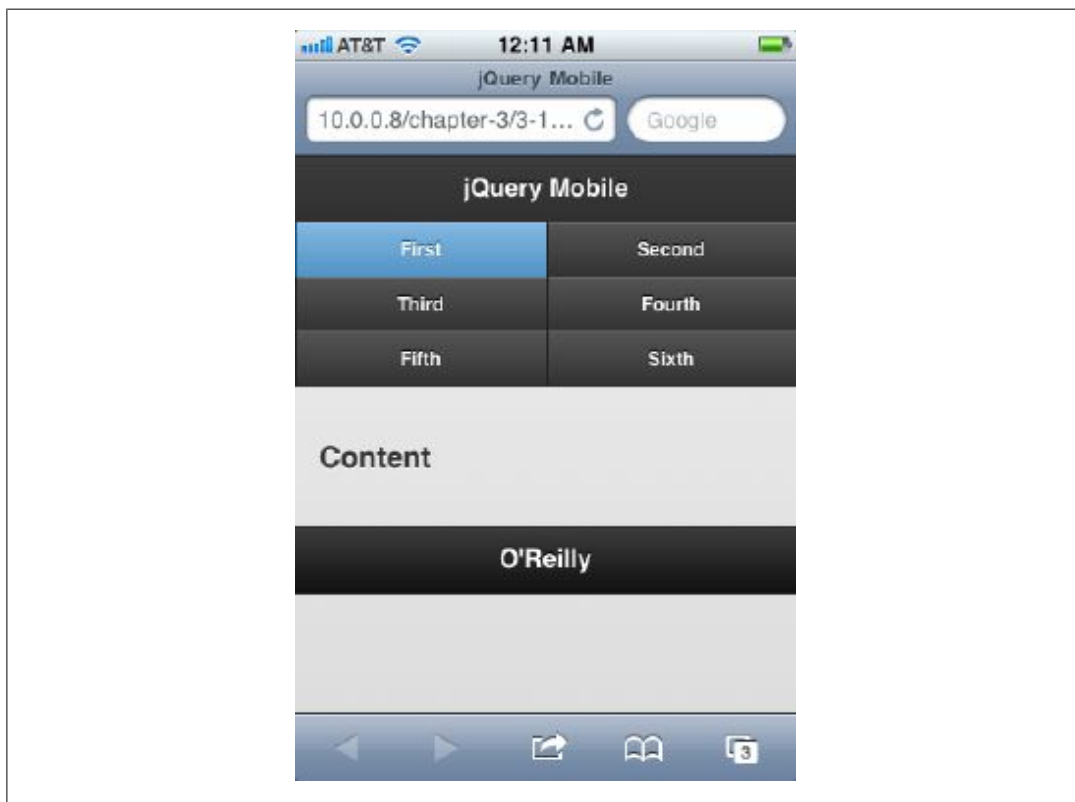 AT&T 12:11 AM
jQuery Mobile
10.0.0.8/chapter-3/3-1... Google
jQuery Mobile
First Second
Third Fourth
Fifth Sixth
Content
O'Reilly
3